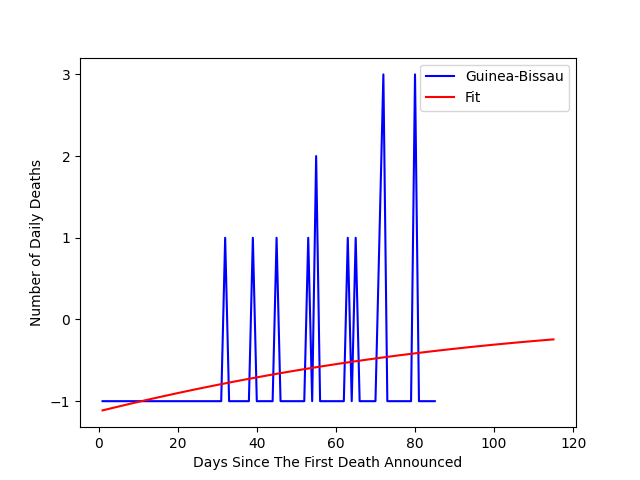 Guinea-Bissau
Fit
3
2
1
0
−1
Number of Daily Deaths
0 20 40 60 80 100 120
Days Since The First Death Announced